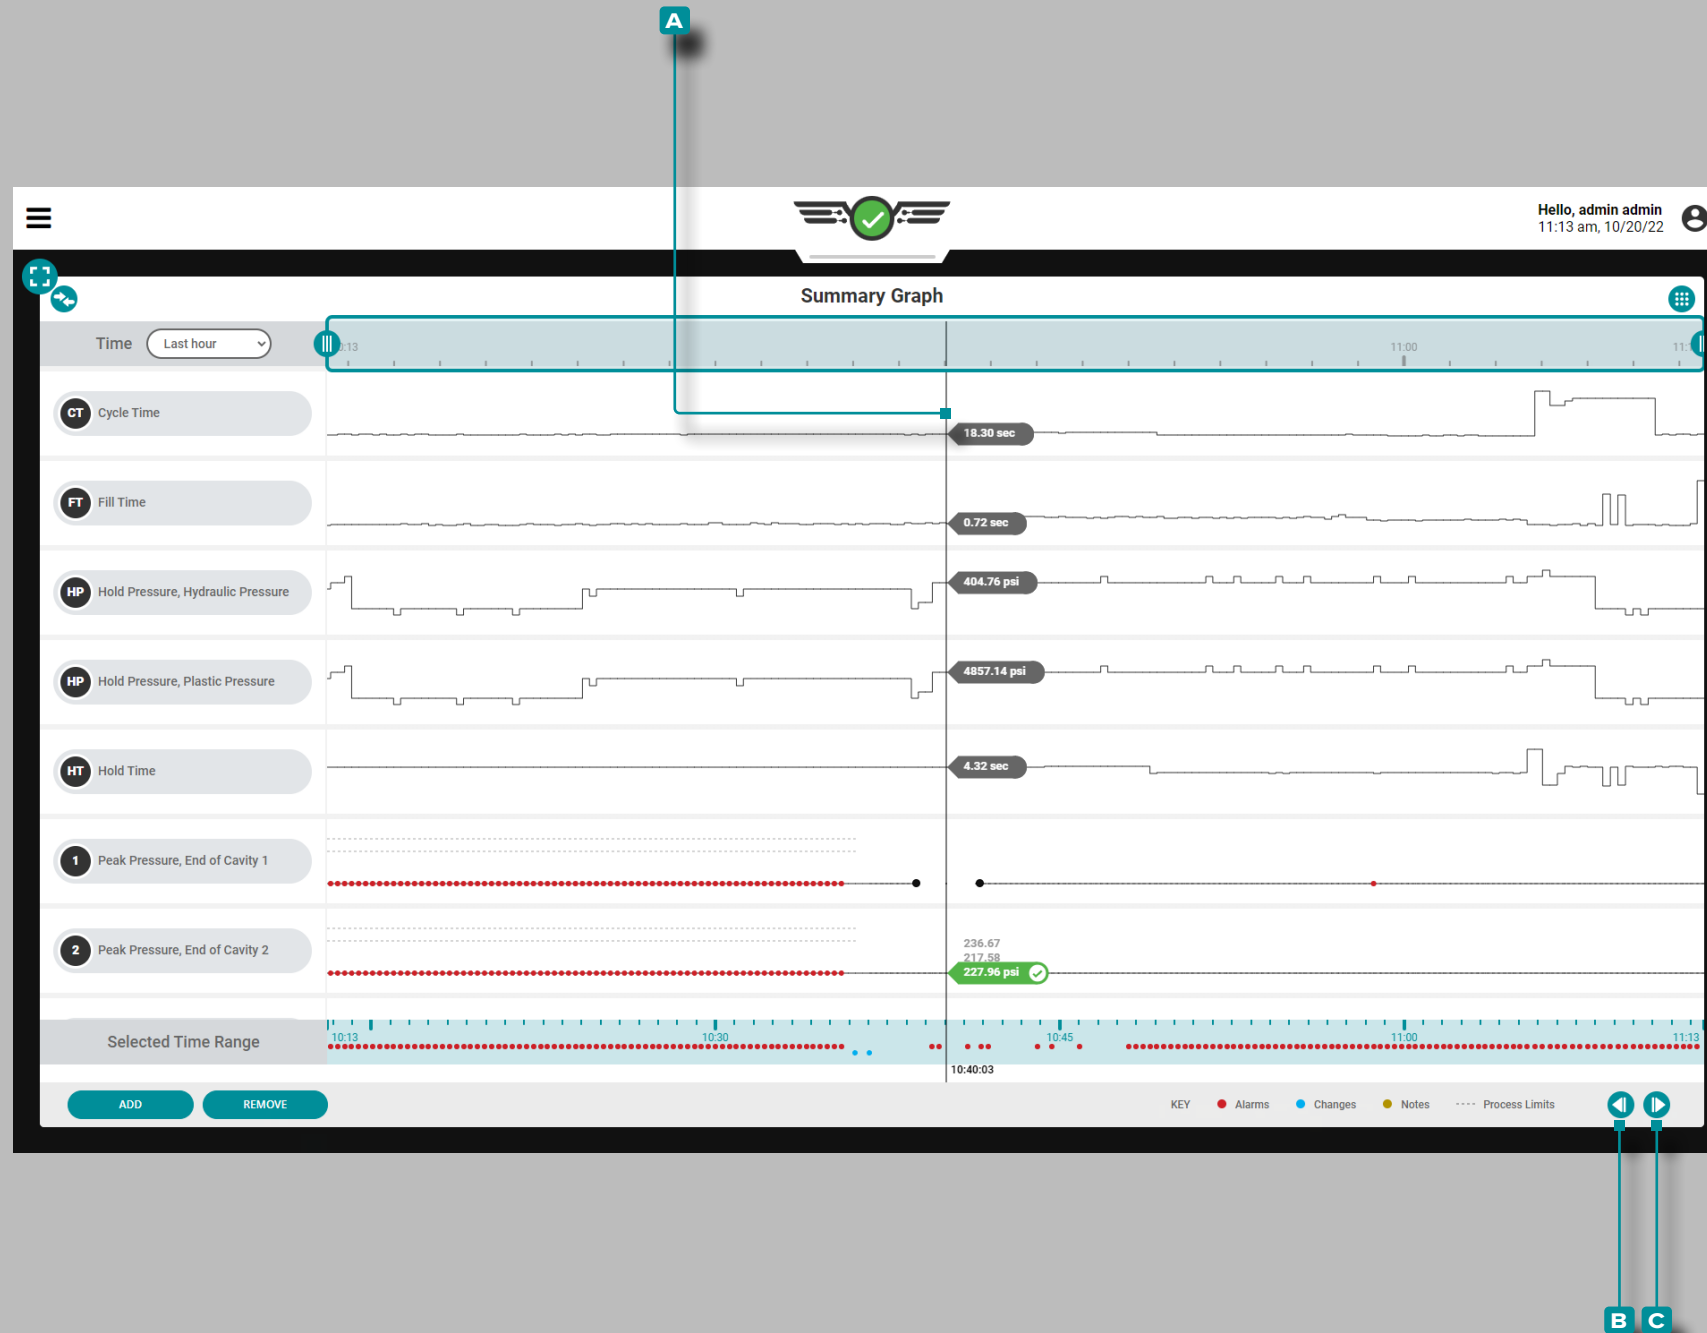 A
Hello, admin admin
11:13 am, 10/20/22
Summary Graph
Time
Last hour
:13
11:00
11:
CT Cycle Time
18.30 sec
FT Fill Time
0.72 sec
HP Hold Pressure, Hydraulic Pressure
404.76 psi
HP Hold Pressure, Plastic Pressure
4857.14 psi
HT Hold Time
4.32 sec
1 Peak Pressure, End of Cavity 1
2 Peak Pressure, End of Cavity 2
236.67
217.58
227.96 psi
Selected Time Range
10:13 10:30 10:45 11:00 11:13
10:40:03
ADD REMOVE
KEY Alarms Changes Notes Process Limits
B C